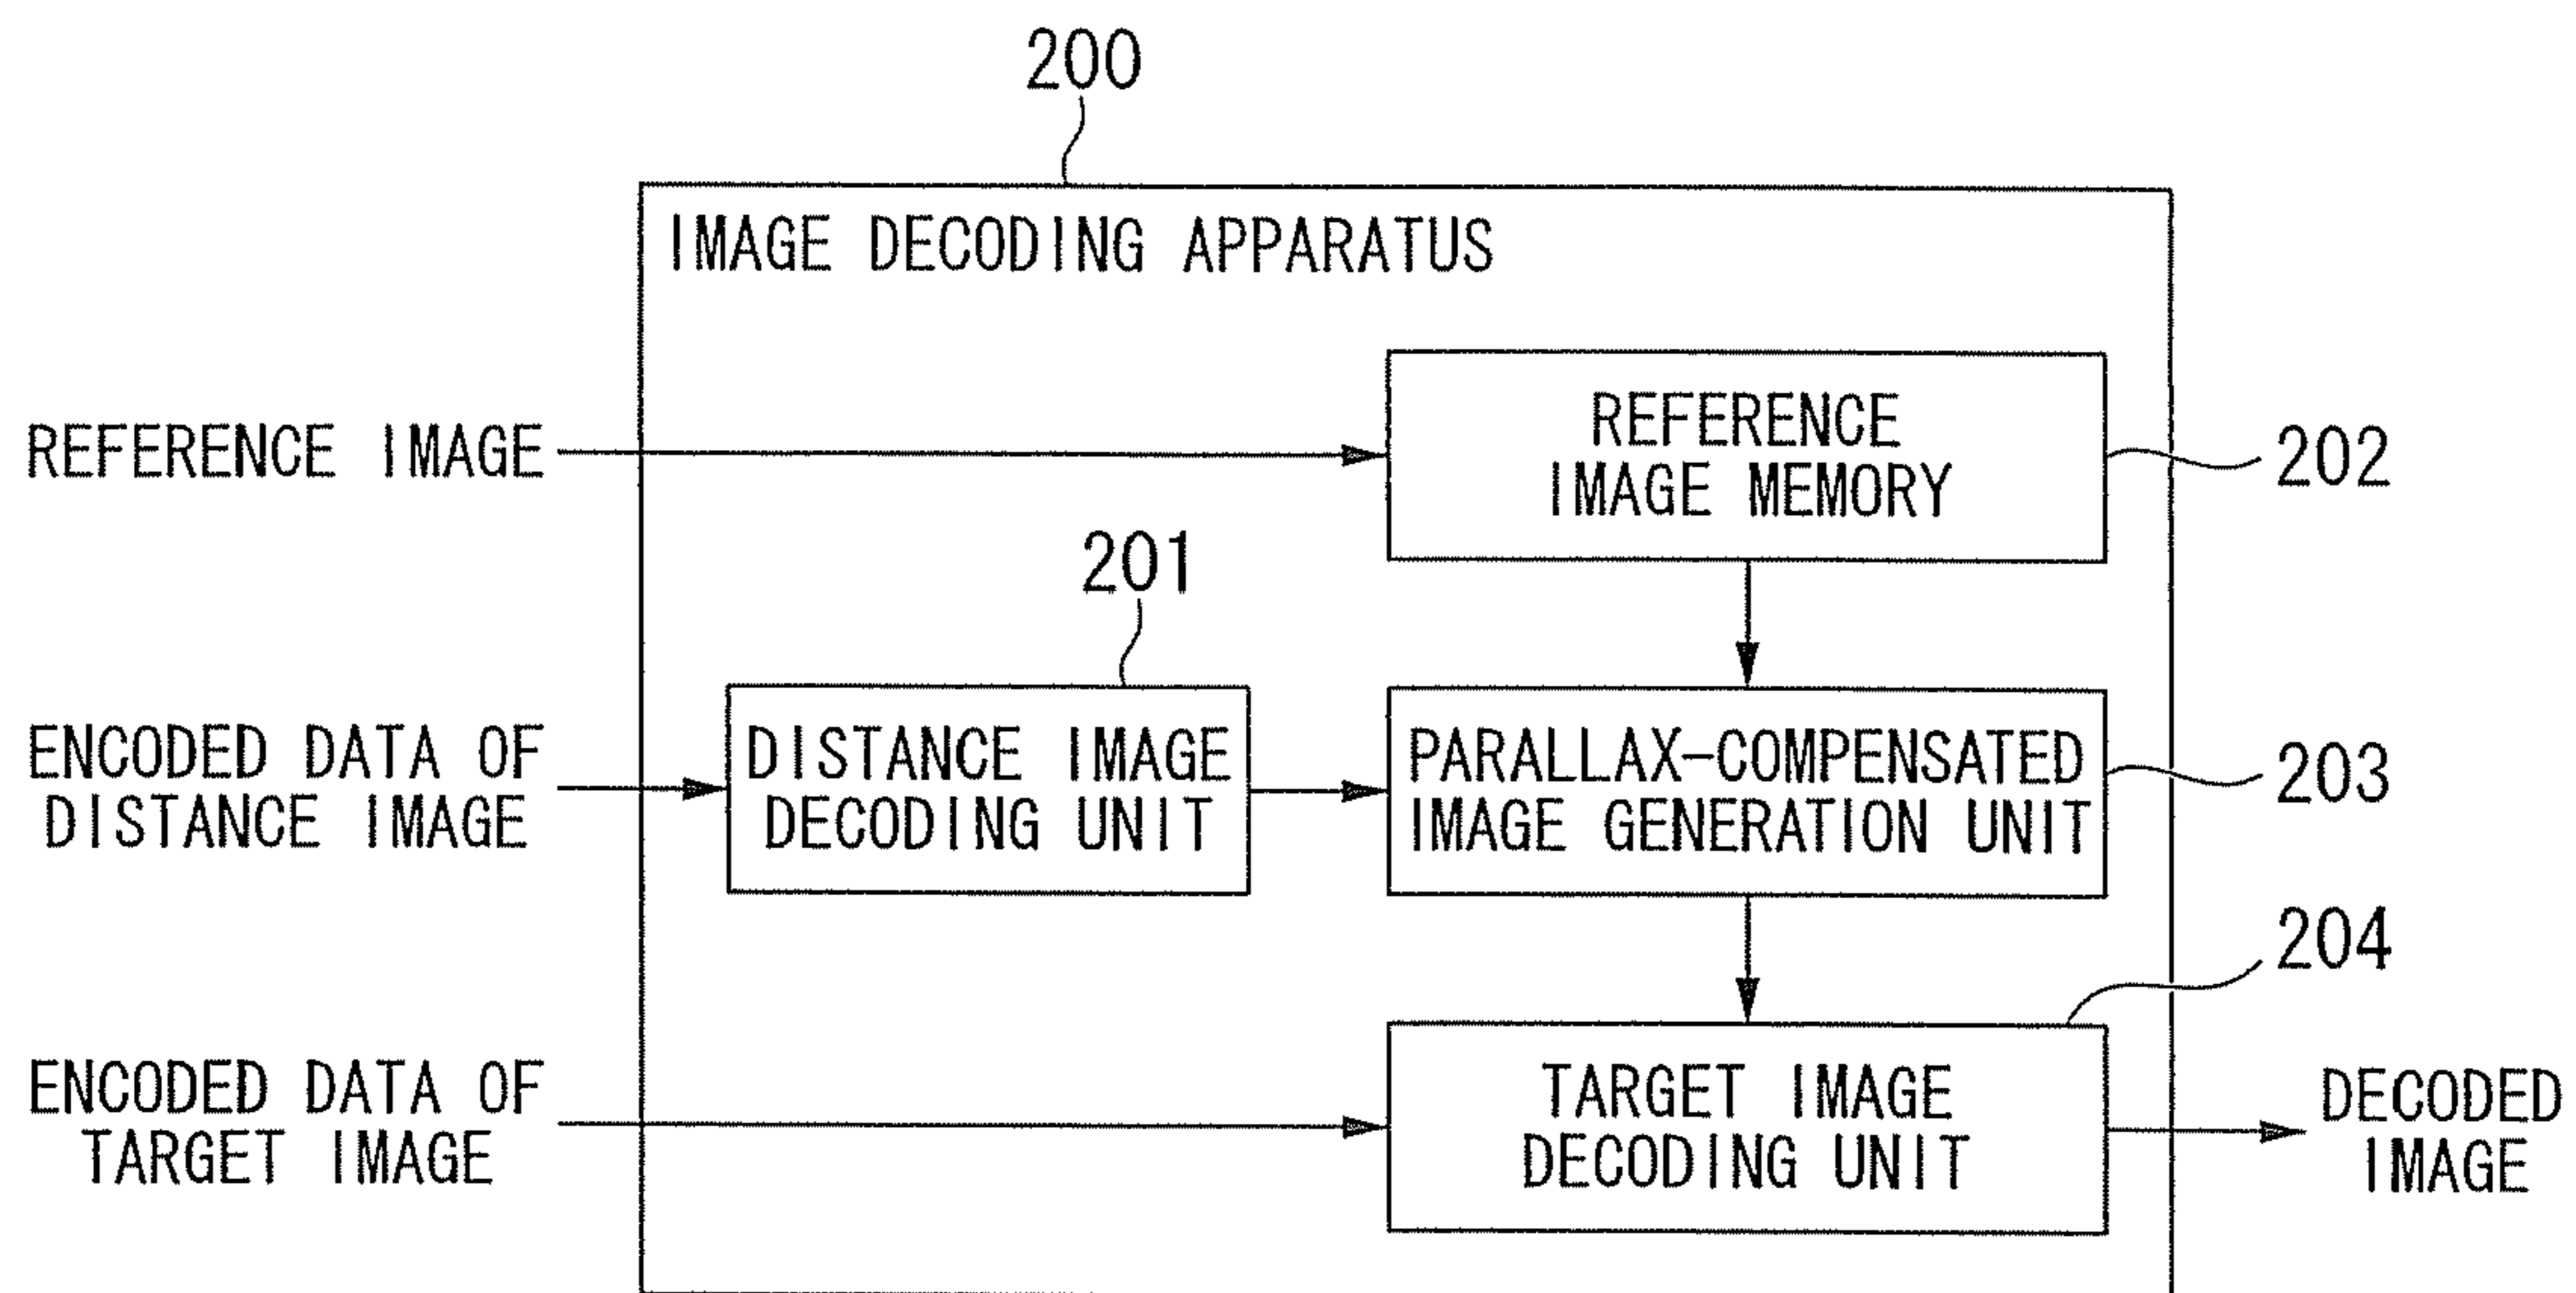 200
IMAGE DECODING APPARATUS
REFERENCE IMAGE
REFERENCE
IMAGE MEMORY
202
201
ENCODED DATA OF
DISTANCE IMAGE
DISTANCE IMAGE
DECODING UNIT
PARALLAX-COMPENSATED
IMAGE GENERATION UNIT
203
204
ENCODED DATA OF
TARGET IMAGE
TARGET IMAGE
DECODING UNIT
DECODED
IMAGE